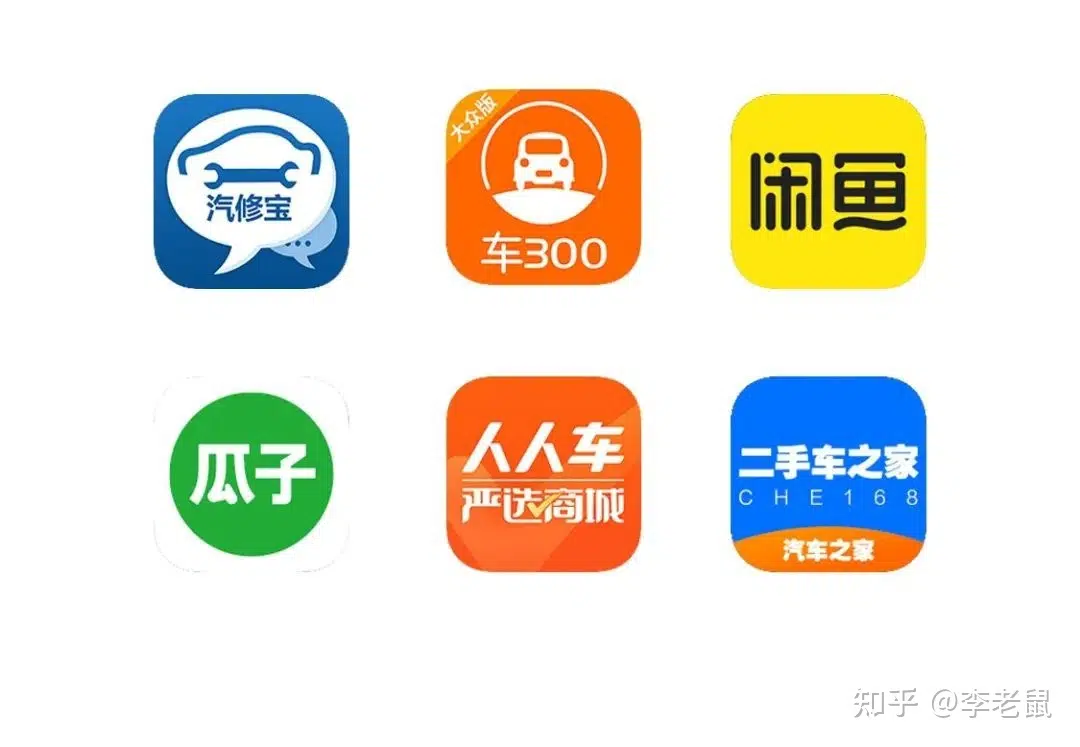 汽修宝
大众版
车300
闲鱼
瓜子
人人车
严选商城
二手车之家
CHE168
汽车之家
知乎 @李老鼠